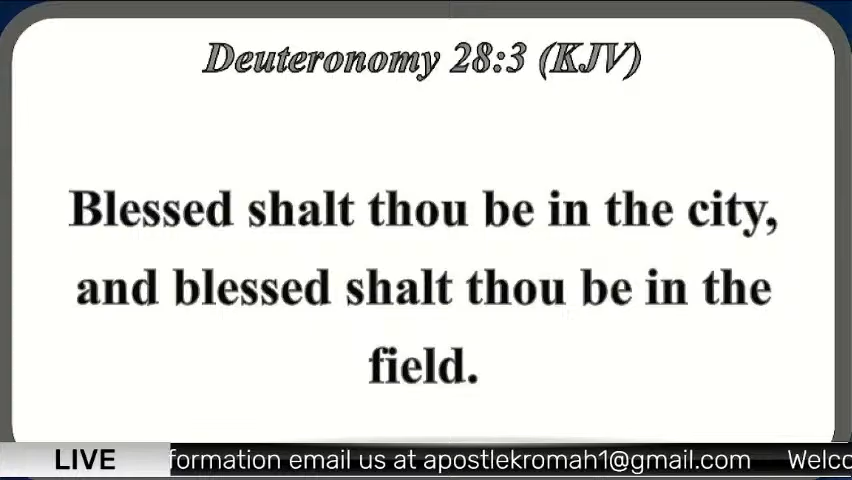 Deuteronomy 28:3 (KJV)
Blessed shalt thou be in the city,
and blessed shalt thou be in the
field.
LIVE formation email us at apostlekromah1@gmail.com Welco